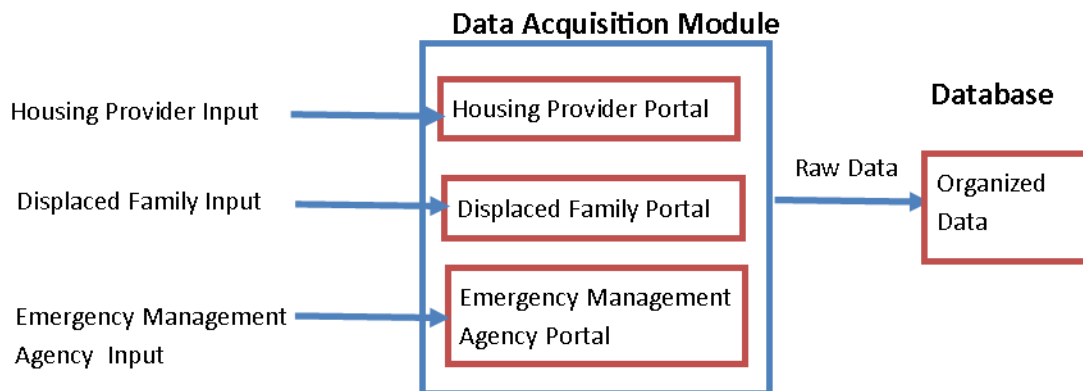 Data Acquisition Module
Housing Provider Input
Housing Provider Portal
Database
Displaced Family Input
Displaced Family Portal
Raw Data
Organized
Data
Emergency Management
Agency Input
Emergency Management
Agency Portal